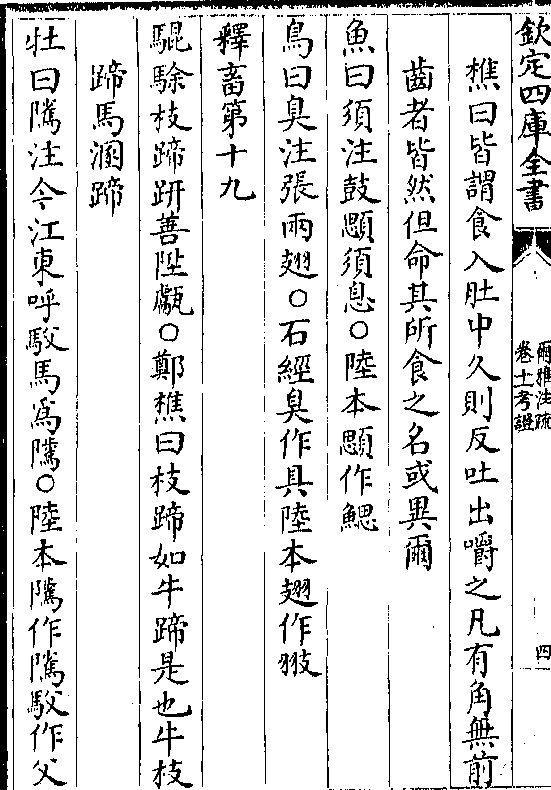 欽定四庫全書
爾雅注疏
卷十一考證
四
樵曰皆謂食入肚中久則反吐出嚼之凡有角無前
齒者皆然但命其所食之名或異爾
魚曰須注鼓顋須息○陸本顋作鰓
鳥曰臭注張兩翅○石經臭作具陸本翅作翄
釋畜第十九
騉駼枝蹄趼善陞甗○鄭樵曰枝蹄如牛蹄是也牛枝
蹄馬溷蹄
牡曰隲注今江東呼駁馬為隲○陸本隲作騭駁作父